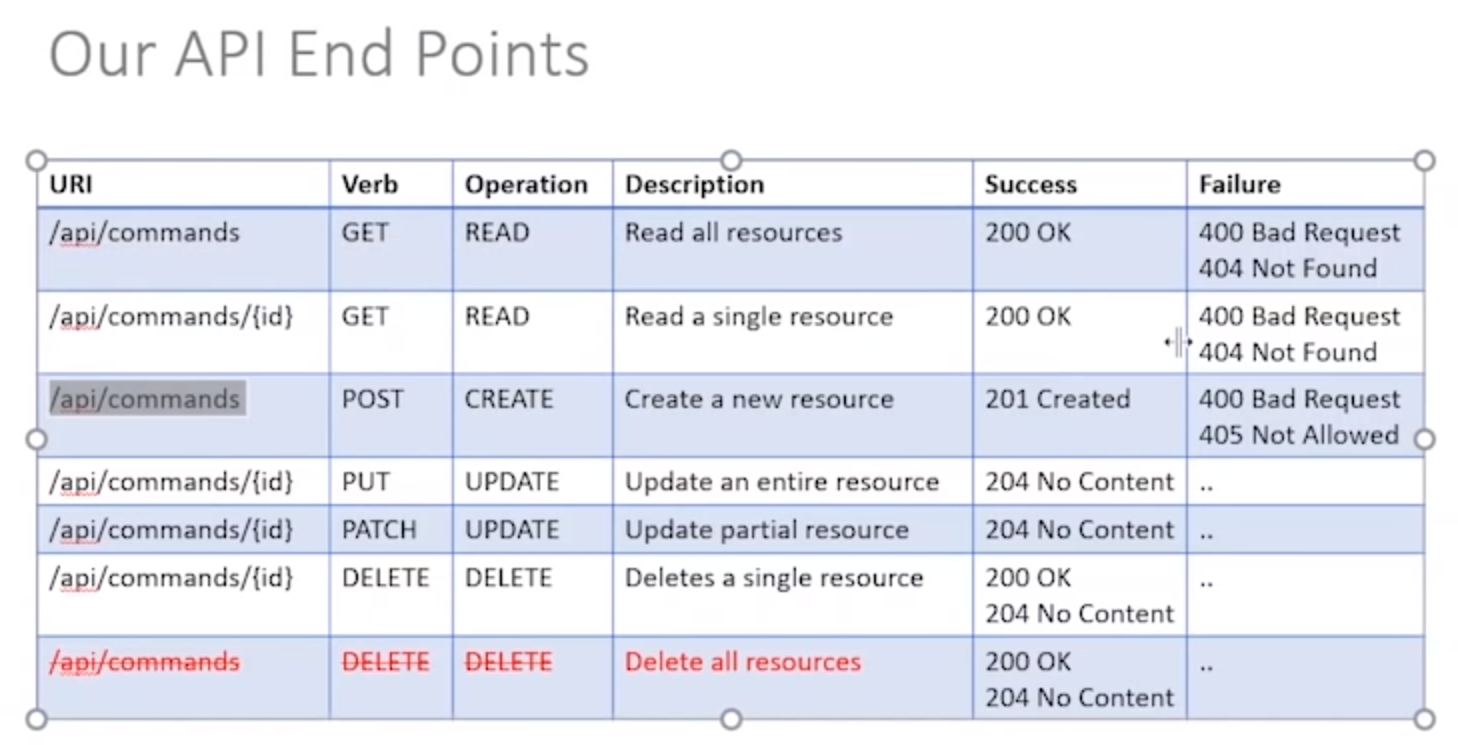 Our API End Points
URI Verb Operation Description Success Failure
/api/commands GET READ Read all resources 200 OK 400 Bad Request
404 Not Found
/api/commands/{id} GET READ Read a single resource 200 OK 400 Bad Request
404 Not Found
/api/commands POST CREATE Create a new resource 201 Created 400 Bad Request
405 Not Allowed
/api/commands/{id} PUT UPDATE Update an entire resource 204 No Content ..
/api/commands/{id} PATCH UPDATE Update partial resource 204 No Content ..
/api/commands/{id} DELETE DELETE Deletes a single resource 200 OK ..
204 No Content
/api/commands DELETE DELETE Delete all resources 200 OK ..
204 No Content